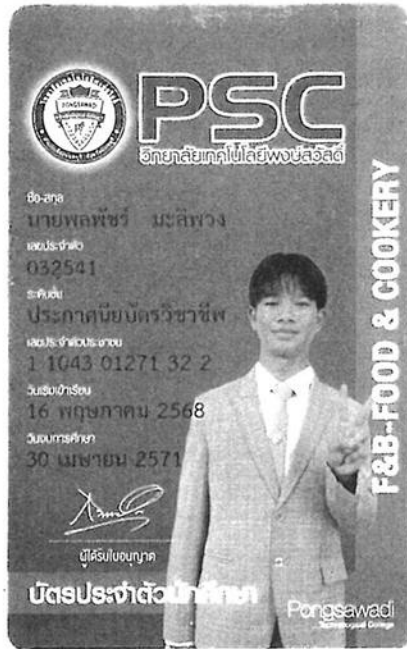 PONGSAWADI
PSC
วิทยาลัยเทคโนโลยีพงษ์สวัสดิ์
ชื่อ-สกุล
นายพลพัชร์ มะลิพวง
เลขประจำตัว
032541
ระดับชั้น
ประกาศนียบัตรวิชาชีพ
เลขประจำตัวประชาชน
1 1043 01271 32 2
วันเริ่มเข้าเรียน
16 พฤษภาคม 2568
วันจบการศึกษา
30 เมษายน 2571
ผู้ได้รับใบอนุญาต
บัตรประจำตัวนักศึกษา
Pongsawadi
Technological College
F&B-FOOD & COOKERY